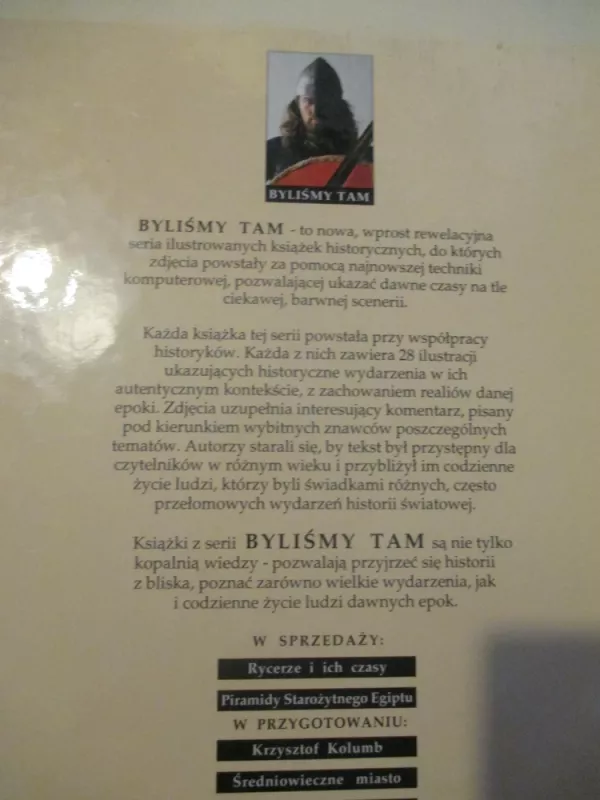 BYLIŚMY TAM
BYLIŚMY TAM - to nowa, wprost rewelacyjna
seria ilustrowanych książek historycznych, do których
zdjęcia powstały za pomocą najnowszej techniki
komputerowej, pozwalającej ukazać dawne czasy na tle
ciekawej, barwnej scenerii.
Każda książka tej serii powstała przy współpracy
historyków. Każda z nich zawiera 28 ilustracji
ukazujących historyczne wydarzenia w ich
autentycznym kontekście, z zachowaniem realiów danej
epoki. Zdjęcia uzupełnia interesujący komentarz, pisany
pod kierunkiem wybitnych znawców poszczególnych
tematów. Autorzy starali się, by tekst był przystępny dla
czytelników w różnym wieku i przybliżył im codzienne
życie ludzi, którzy byli świadkami różnych, często
przełomowych wydarzeń historii światowej.
Książki z serii BYLIŚMY TAM są nie tylko
kopalnią wiedzy - pozwalają przyjrzeć się historii
z bliska, poznać zarówno wielkie wydarzenia, jak
i codzienne życie ludzi dawnych epok.
W SPRZEDAŻY:
Rycerze i ich czasy
Piramidy Starożytnego Egiptu
W PRZYGOTOWANIU:
Krzysztof Kolumb
Średniowieczne miasto